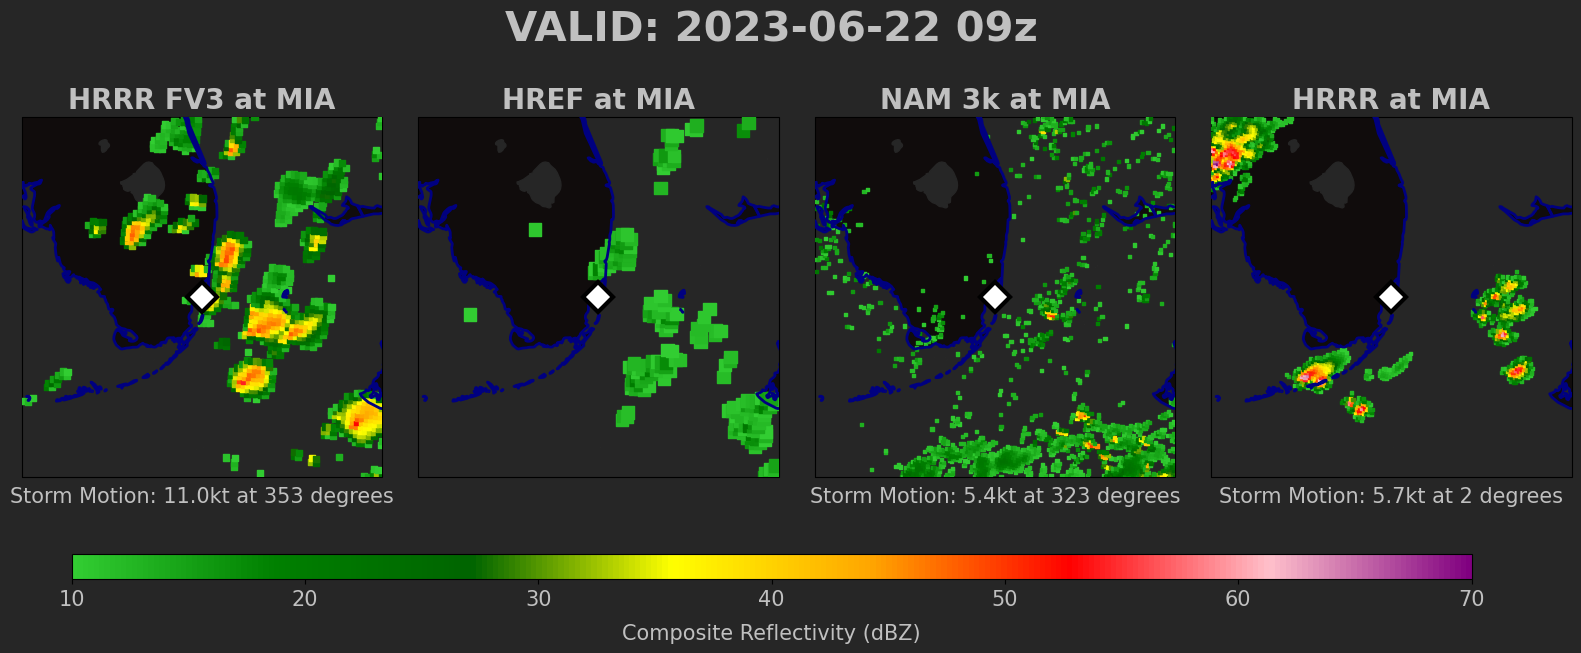 VALID: 2023-06-22 09z
HRRR FV3 at MIA
HREF at MIA
NAM 3k at MIA
HRRR at MIA
Storm Motion: 11.0kt at 353 degrees
Storm Motion: 5.4kt at 323 degrees
Storm Motion: 5.7kt at 2 degrees
10 20 30 40 50 60 70
Composite Reflectivity (dBZ)